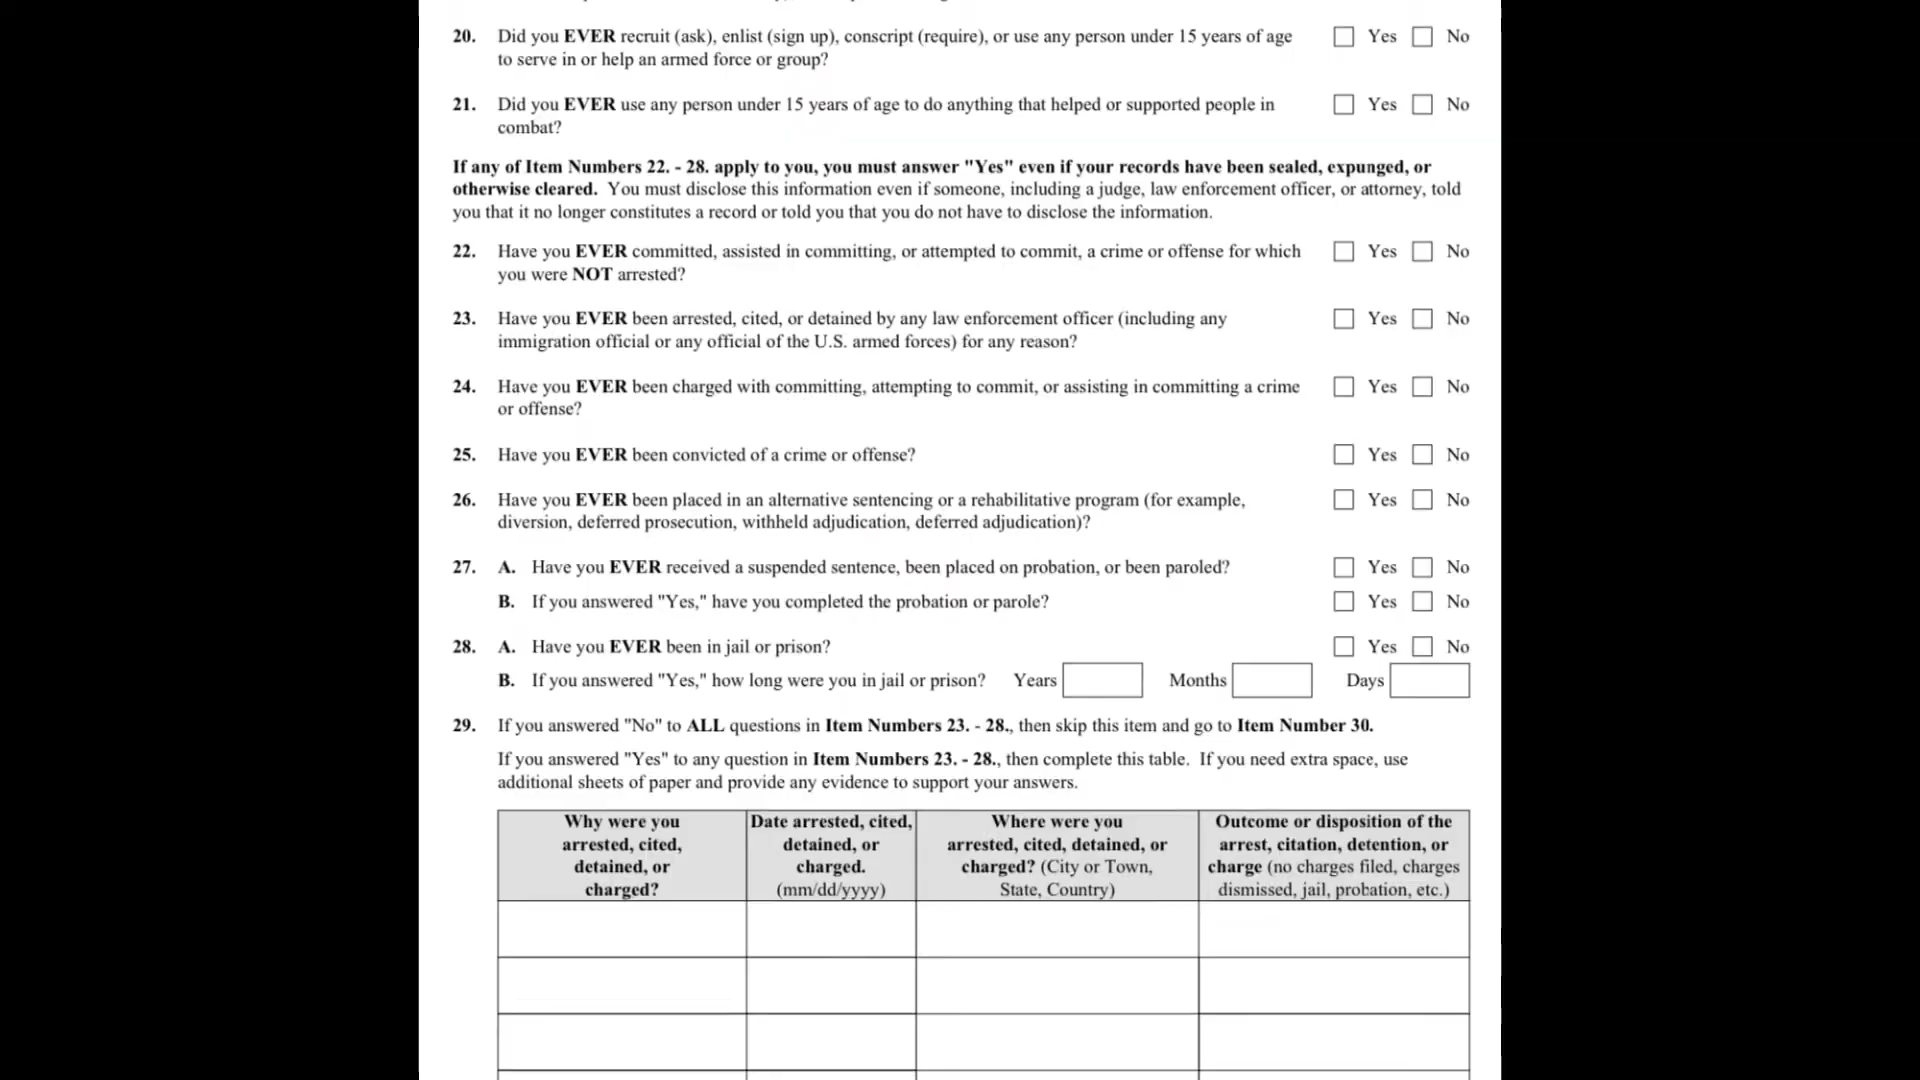 20. Did you EVER recruit (ask), enlist (sign up), conscript (require), or use any person under 15 years of age Yes No
to serve in or help an armed force or group?
21. Did you EVER use any person under 15 years of age to do anything that helped or supported people in Yes No
combat?
If any of Item Numbers 22. - 28. apply to you, you must answer "Yes" even if your records have been sealed, expunged, or
otherwise cleared. You must disclose this information even if someone, including a judge, law enforcement officer, or attorney, told
you that it no longer constitutes a record or told you that you do not have to disclose the information.
22. Have you EVER committed, assisted in committing, or attempted to commit, a crime or offense for which Yes No
you were NOT arrested?
23. Have you EVER been arrested, cited, or detained by any law enforcement officer (including any Yes No
immigration official or any official of the U.S. armed forces) for any reason?
24. Have you EVER been charged with committing, attempting to commit, or assisting in committing a crime Yes No
or offense?
25. Have you EVER been convicted of a crime or offense? Yes No
26. Have you EVER been placed in an alternative sentencing or a rehabilitative program (for example, Yes No
diversion, deferred prosecution, withheld adjudication, deferred adjudication)?
27. A. Have you EVER received a suspended sentence, been placed on probation, or been paroled? Yes No
B. If you answered "Yes," have you completed the probation or parole? Yes No
28. A. Have you EVER been in jail or prison? Yes No
B. If you answered "Yes," how long were you in jail or prison? Years Months Days
29. If you answered "No" to ALL questions in Item Numbers 23. - 28., then skip this item and go to Item Number 30.
If you answered "Yes" to any question in Item Numbers 23. - 28., then complete this table. If you need extra space, use
additional sheets of paper and provide any evidence to support your answers.
Why were you
arrested, cited,
detained, or
charged?
Date arrested, cited,
detained, or
charged.
(mm/dd/yyyy)
Where were you
arrested, cited, detained, or
charged? (City or Town,
State, Country)
Outcome or disposition of the
arrest, citation, detention, or
charge (no charges filed, charges
dismissed, jail, probation, etc.)